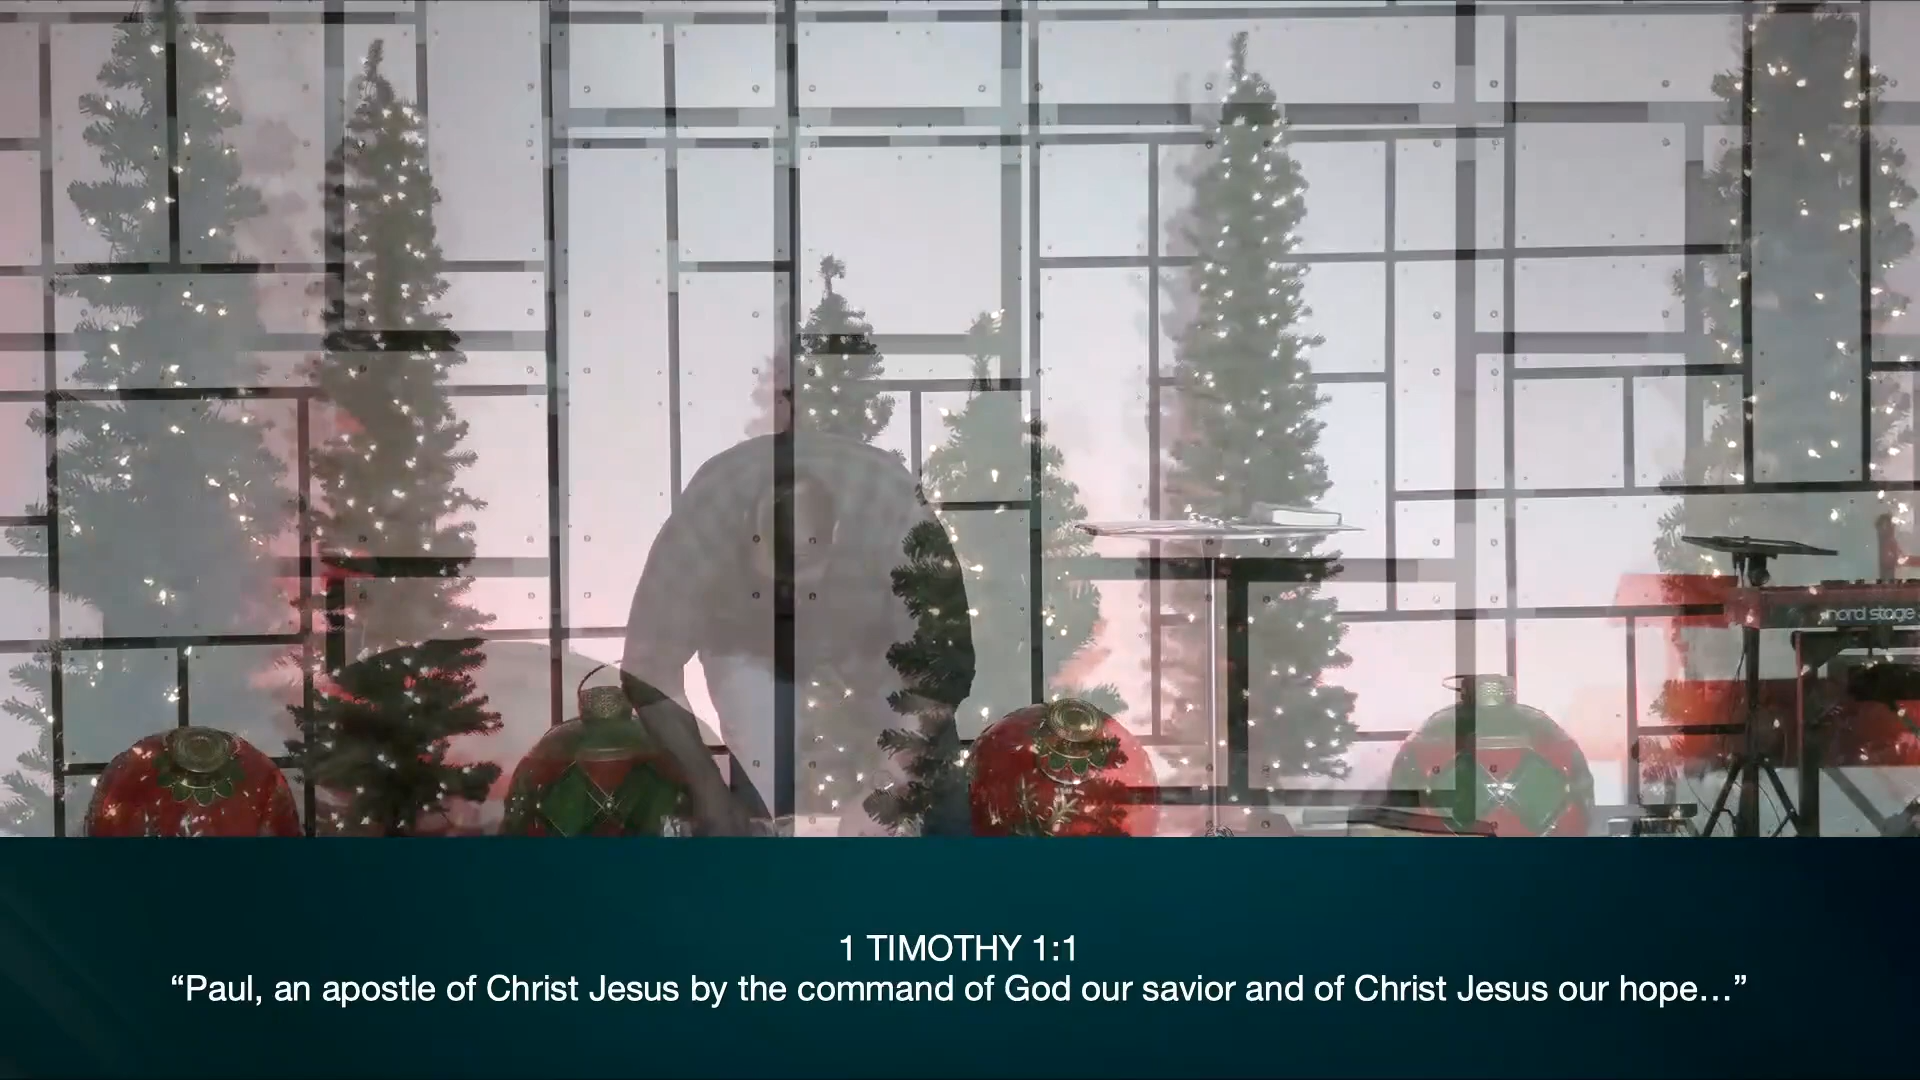 nord stage
1 TIMOTHY 1:1
“Paul, an apostle of Christ Jesus by the command of God our savior and of Christ Jesus our hope…”